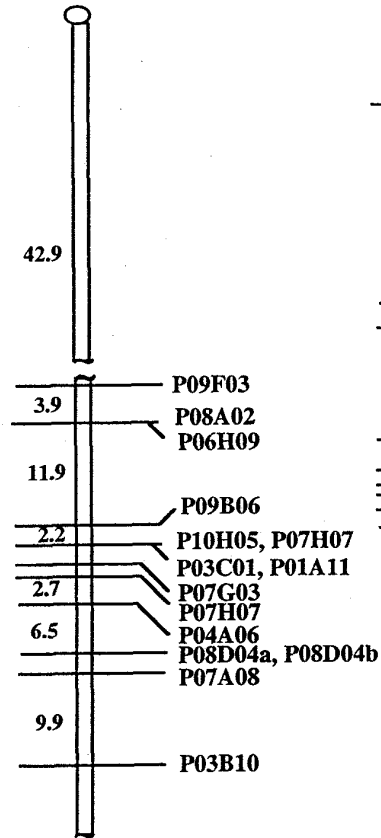 42.9
P09F03
3.9
P08A02
P06H09
11.9
P09B06
2.2
P10H05, P07H07
P03C01, P01A11
P07G03
2.7
P07H07
P04A06
6.5
P08D04a, P08D04b
P07A08
9.9
P03B10